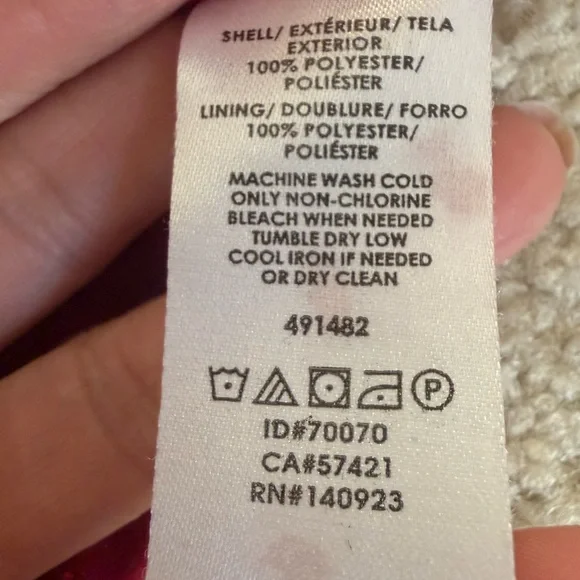 SHELL/ EXTÉRIEUR/ TELA
EXTERIOR
100% POLYESTER/
POLIÉSTER
LINING/ DOUBLURE/ FORRO
100% POLYESTER/
POLIÉSTER
MACHINE WASH COLD
ONLY NON-CHLORINE
BLEACH WHEN NEEDED
TUMBLE DRY LOW
COOL IRON IF NEEDED
OR DRY CLEAN
491482
P
ID#70070
CA#57421
RN#140923